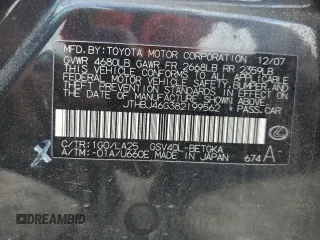 MFD. BY: TOYOTA MOTOR CORPORATION 12/07
GVWR 4680LB GAWR FR 2668LB RR 2359LB
THIS VEHICLE CONFORMS TO ALL APPLICABLE
FEDERAL MOTOR VEHICLE SAFETY, BUMPER, AND
THEFT PREVENTION STANDARDS IN EFFECT ON
THE DATE OF MANUFACTURE SHOWN ABOVE.
JTHBJ46G382199562 * PASS.CAR
C/TR: 1G0/LA25 GSV40L-BETGKA
A/TM: -01A/U660E MADE IN JAPAN 674 A
DREAMBID